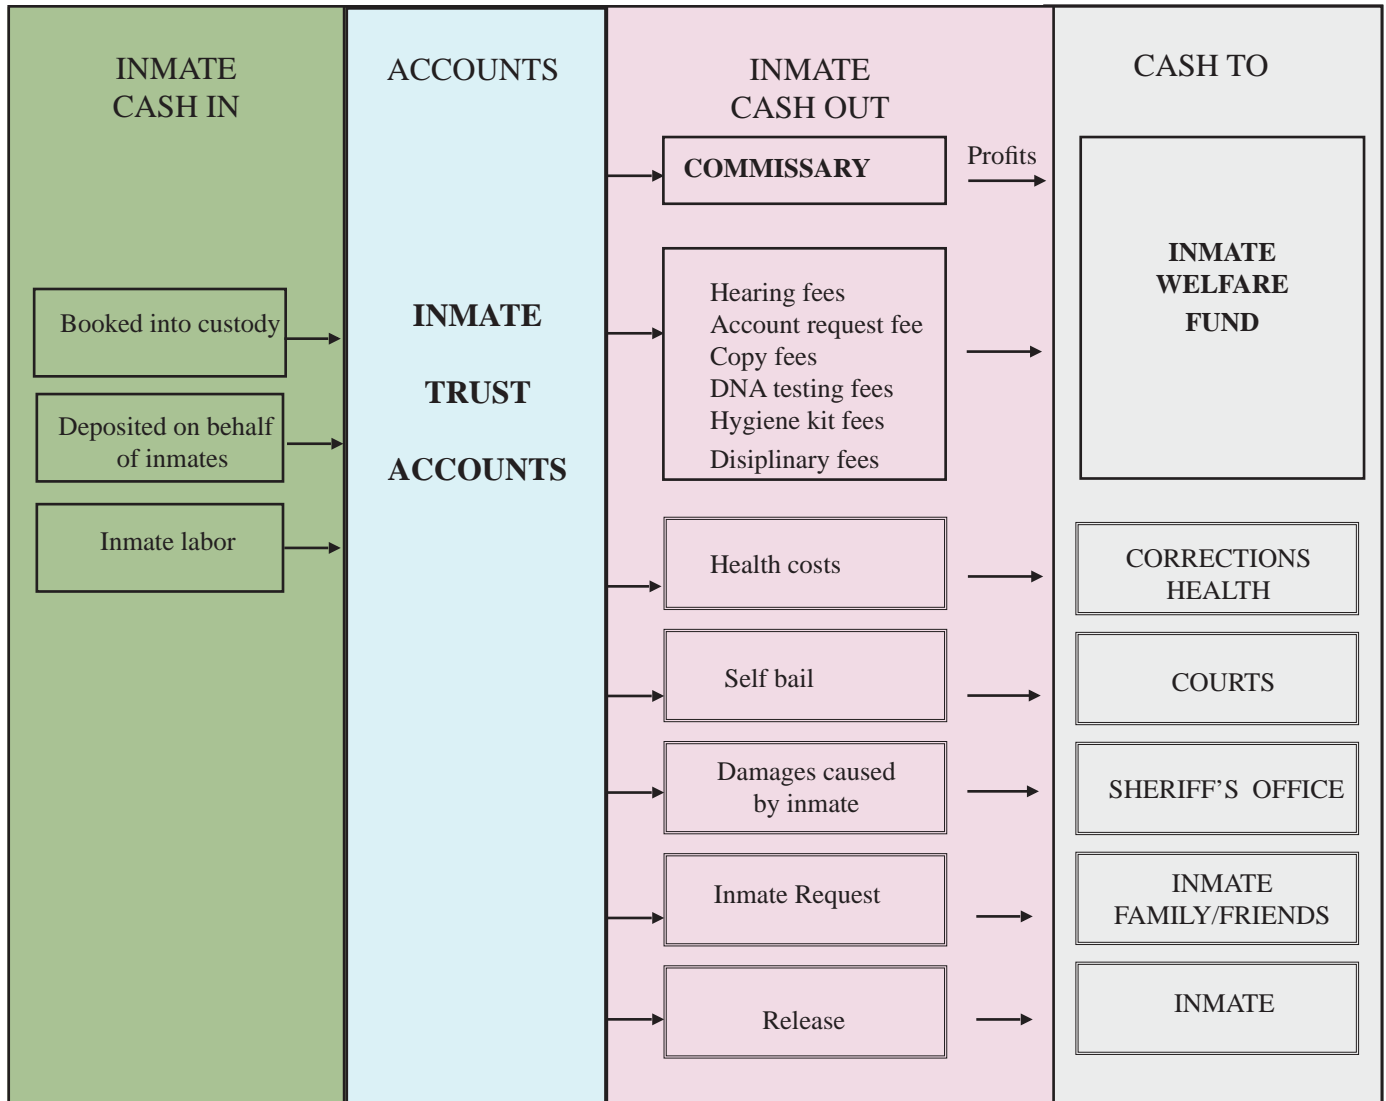 INMATE
CASH IN
ACCOUNTS
INMATE
CASH OUT
CASH TO
Booked into custody
Deposited on behalf
of inmates
Inmate labor
INMATE
TRUST
ACCOUNTS
COMMISSARY
Profits
Hearing fees
Account request fee
Copy fees
DNA testing fees
Hygiene kit fees
Disiplinary fees
INMATE
WELFARE
FUND
Health costs
CORRECTIONS
HEALTH
Self bail
COURTS
Damages caused
by inmate
SHERIFF’S OFFICE
Inmate Request
INMATE
FAMILY/FRIENDS
Release
INMATE